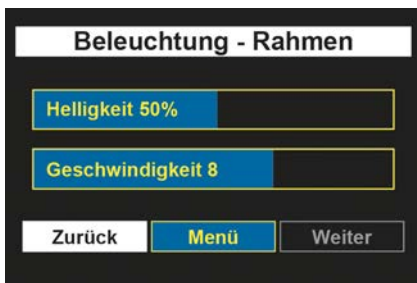 Beleuchtung - Rahmen
Helligkeit 50%
Geschwindigkeit 8
Zurück Menü Weiter